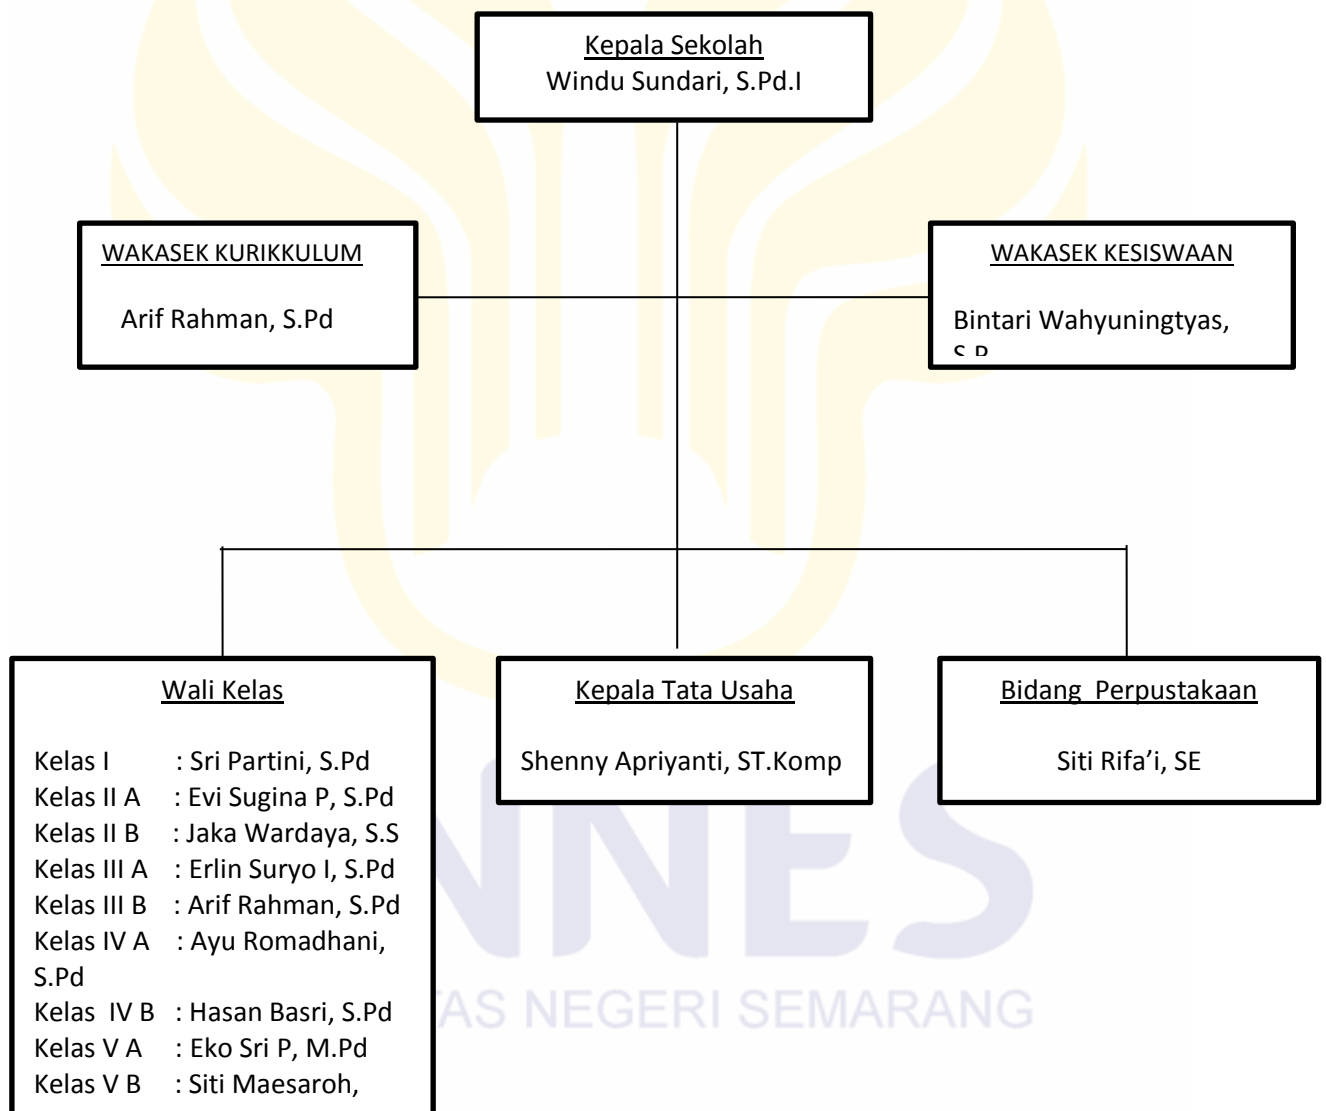 Kepala Sekolah
Windu Sundari, S.Pd.I
WAKASEK KURIKKULUM
Arif Rahman, S.Pd
WAKASEK KESISWAAN
Bintari Wahyuningtyas,
Wali Kelas
Kelas I : Sri Partini, S.Pd
Kelas II A : Evi Sugina P, S.Pd
Kelas II B : Jaka Wardaya, S.S
Kelas III A : Erlin Suryo I, S.Pd
Kelas III B : Arif Rahman, S.Pd
Kelas IV A : Ayu Romadhani,
S.Pd
Kelas IV B : Hasan Basri, S.Pd
Kelas V A : Eko Sri P, M.Pd
Kelas V B : Siti Maesaroh,
Kepala Tata Usaha
Shenny Apriyanti, ST.Komp
Bidang Perpustakaan
Siti Rifa’i, SE
NNES
TAS NEGERI SEMARANG